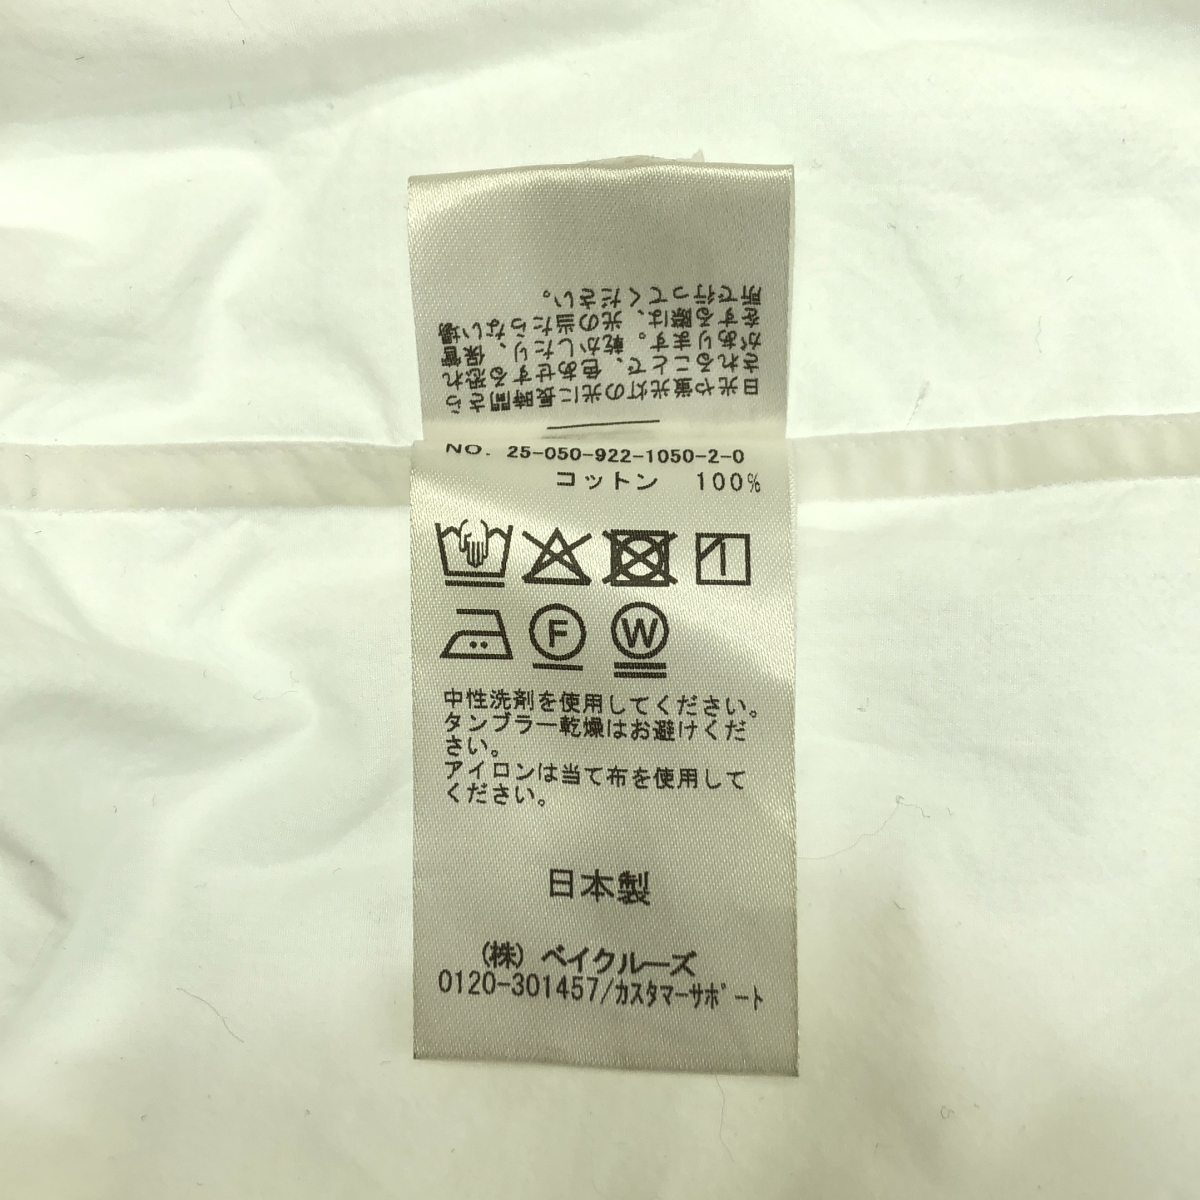 日光や蛍光灯の光に長時間さら
されることで、色あせする恐れ
があります。乾かしたり、保管
をする際は、光の当たらない場
所で行ってください。
NO. 25-050-922-1050-2-0
コットン 100%
F W
中性洗剤を使用してください。
タンブラー乾燥はお避けくだ
さい。
アイロンは当て布を使用して
ください。
日本製
(株) ベイクルーズ
0120-301457/カスタマーサポート